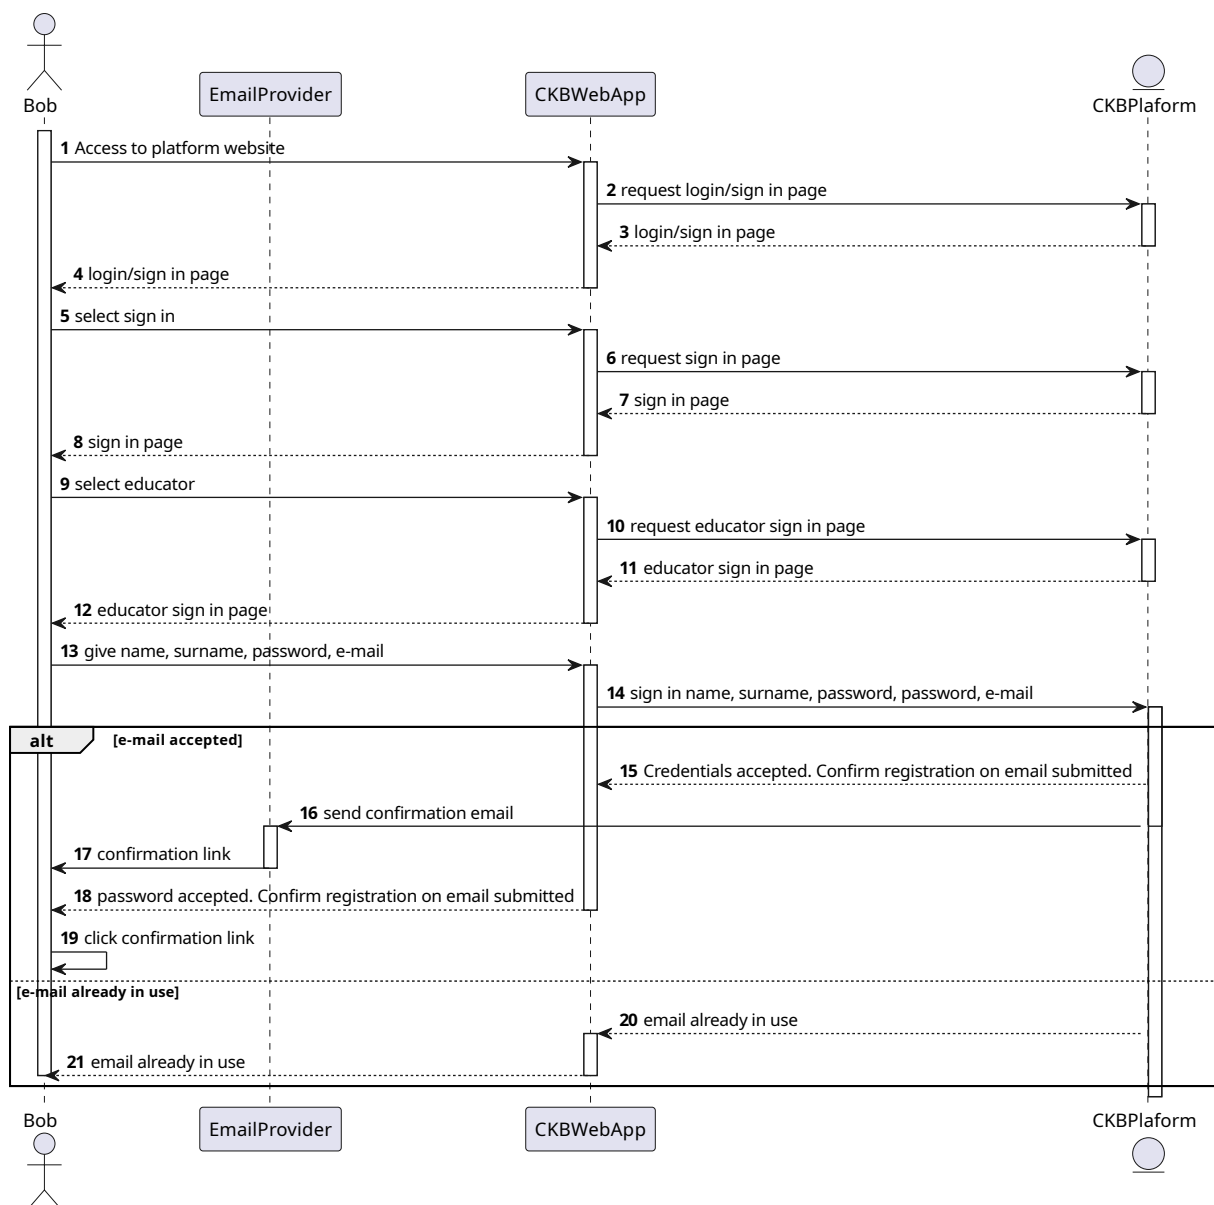 Bob
EmailProvider
CKBWebApp
CKBPlaform
1 Access to platform website
2 request login/sign in page
3 login/sign in page
4 login/sign in page
5 select sign in
6 request sign in page
7 sign in page
8 sign in page
9 select educator
10 request educator sign in page
11 educator sign in page
12 educator sign in page
13 give name, surname, password, e-mail
14 sign in name, surname, password, password, e-mail
alt [e-mail accepted]
15 Credentials accepted. Confirm registration on email submitted
16 send confirmation email
17 confirmation link
18 password accepted. Confirm registration on email submitted
19 click confirmation link
[e-mail already in use]
20 email already in use
21 email already in use
Bob
EmailProvider
CKBWebApp
CKBPlaform